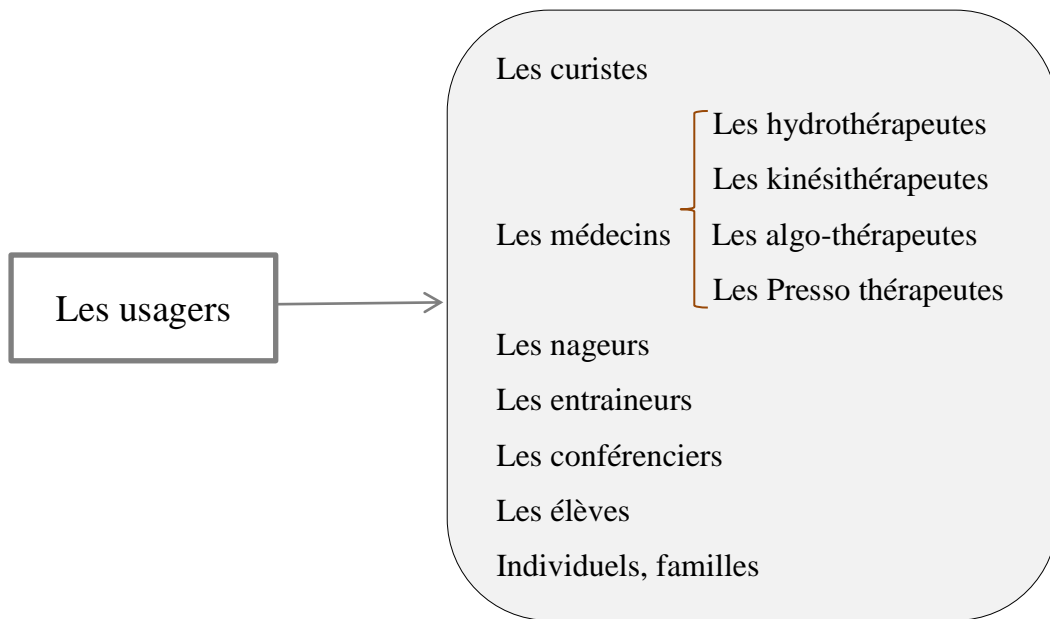 Les usagers
Les curistes
Les médecins
Les hydrothérapeutes
Les kinésithérapeutes
Les algo-thérapeutes
Les Presso thérapeutes
Les nageurs
Les entraineurs
Les conférenciers
Les élèves
Individuels, familles